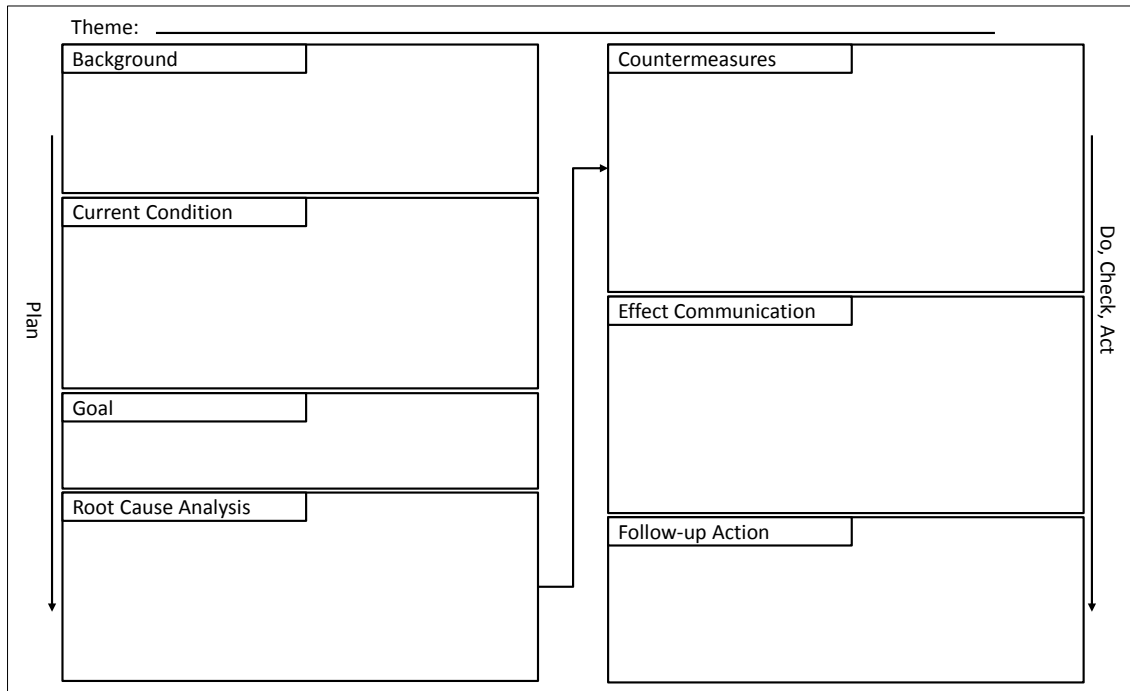 Theme:
Background
Current Condition
Goal
Root Cause Analysis
Plan
Countermeasures
Effect Communication
Follow-up Action
Do, Check, Act